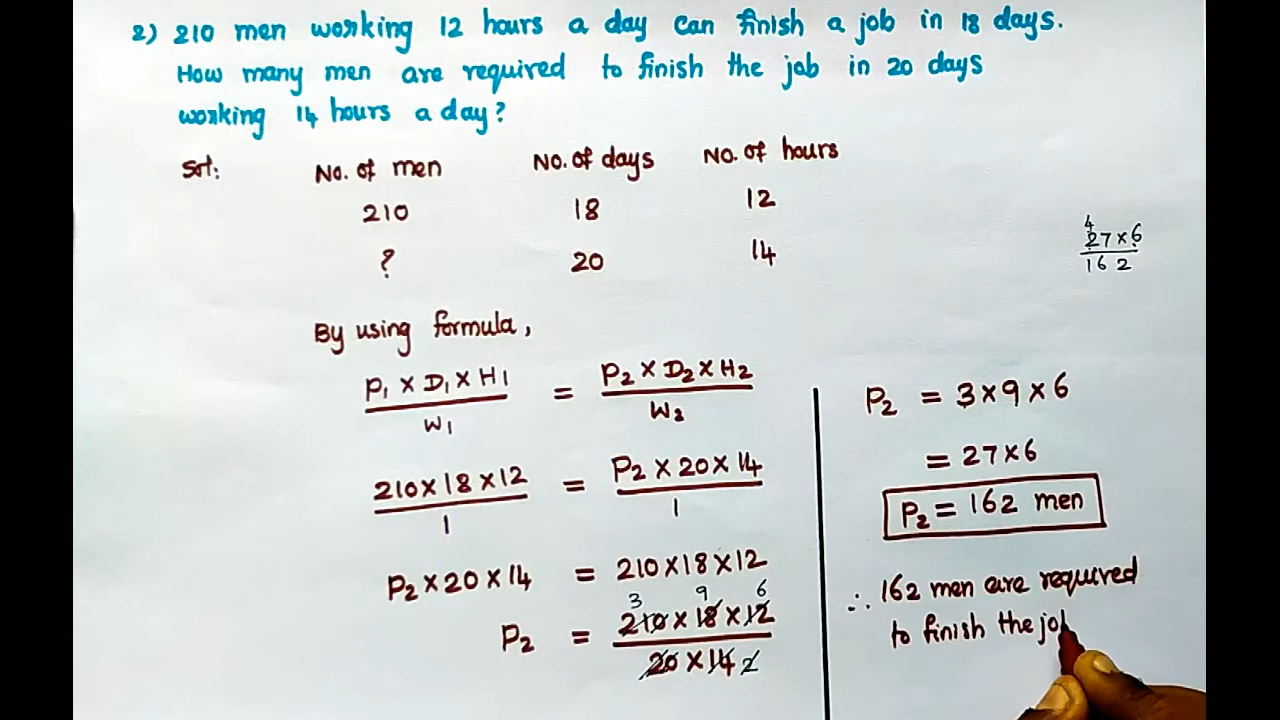 2) 210 men working 12 hours a day can finish a job in 18 days.
How many men are required to finish the job in 20 days
working 14 hours a day?
Sol: No. of men No. of days No. of hours
210 18 12
? 20 14
4
27×6
162
By using formula,
P₁ × D₁ × H₁ / W₁ = P₂ × D₂ × H₂ / W₂
210×18×12 / 1 = P₂ × 20 × 14 / 1
P₂ × 20 × 14 = 210×18×12
3 9 6
P₂ = 210 × 18 × 12 / 20 × 14 2
P₂ = 3×9×6
= 27×6
P₂ = 162 men
∴ 162 men are required
to finish the job